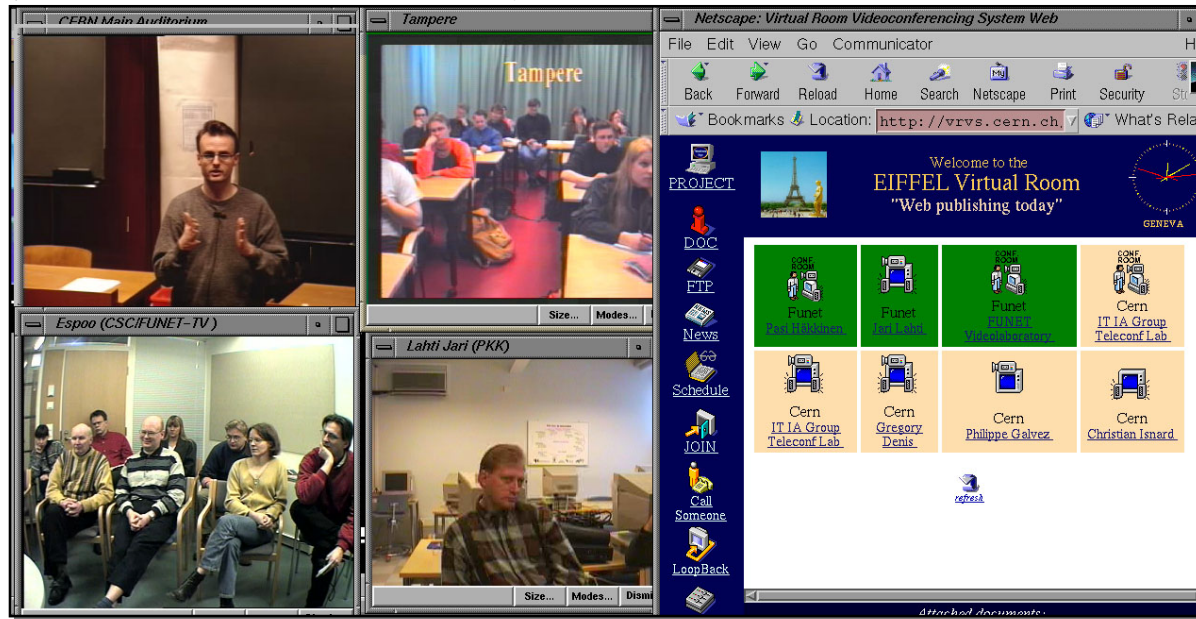 CERN Main Auditorium
Tampere
Tampere
Size...
Modes...
Espoo (CSC/FUNET-TV )
Lahti Jari (PKK)
Size...
Modes...
Dismi
Netscape: Virtual Room Videoconferencing System Web
File Edit View Go Communicator H
Back Forward Reload Home Search My Netscape Print Security Sto
Bookmarks Location: http://vrvs.cern.ch What's Rela
PROJECT
DOC
FTP
News
Schedule
JOIN
Call
Someone
LoopBack
Welcome to the
EIFFEL Virtual Room
"Web publishing today"
GENEVA
CONF.
ROOM
Funet
Pasi Häkkinen
Funet
Jari Lahti
CONF.
ROOM
Funet
FUNET
Videolaboratory
CONF.
ROOM
Cern
IT IA Group
Teleconf Lab
Cern
IT IA Group
Teleconf Lab
Cern
Gregory
Denis
Cern
Philippe Galvez
Cern
Christian Isnard
refresh
Attached documents: